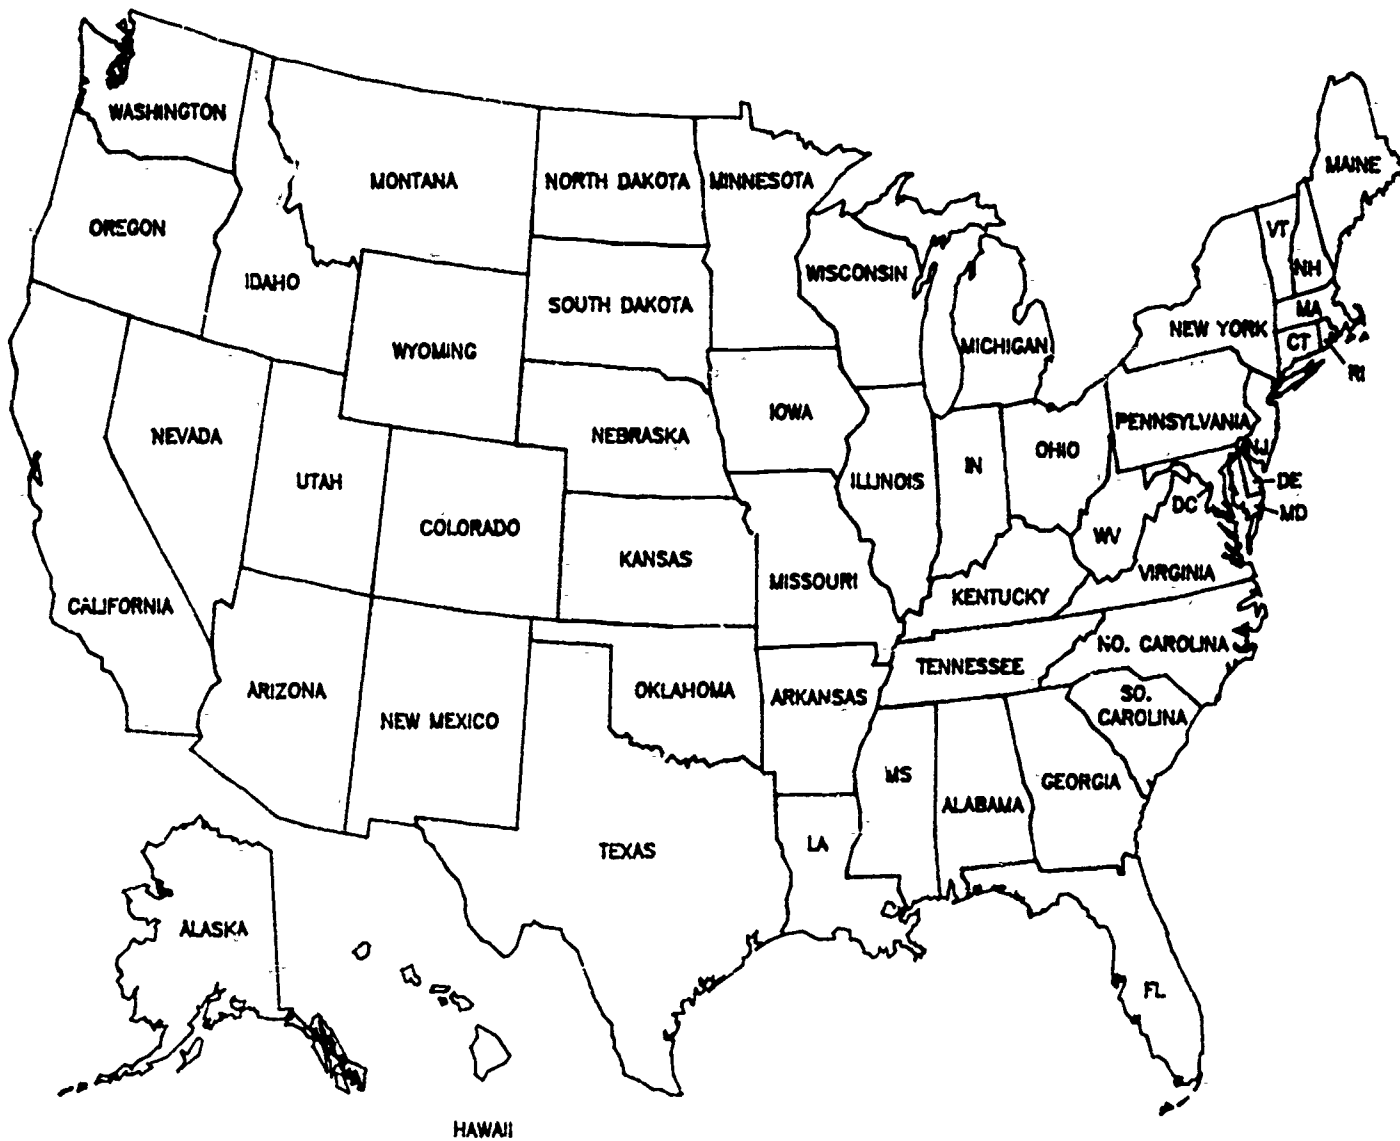 WASHINGTON
MONTANA
NORTH DAKOTA
MINNESOTA
MAINE
OREGON
VT
IDAHO
WISCONSIN
NH
SOUTH DAKOTA
MA
NEW YORK
WYOMING
MICHIGAN
CT
RI
IOWA
PENNSYLVANIA
NEVADA
NEBRASKA
OHIO
NJ
IN
UTAH
ILLINOIS
DE
DC
MD
COLORADO
WV
KANSAS
MISSOURI
VIRGINIA
CALIFORNIA
KENTUCKY
NO. CAROLINA
TENNESSEE
ARIZONA
OKLAHOMA
ARKANSAS
SO.
CAROLINA
NEW MEXICO
MS
GEORGIA
ALABAMA
TEXAS
LA
ALASKA
FL
HAWAII